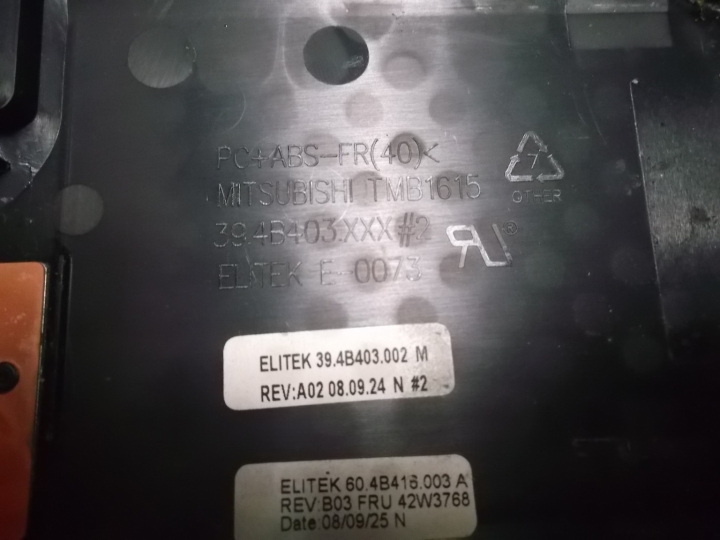 PC+ABS-FR(40)<
MITSUBISHI TMB1615
39.4B403.XXX #2
ELITEK E-0073
7
OTHER
RU®
ELITEK 39.4B403.002 M
REV:A02 08.09.24 N #2
ELITEK 60.4B416.003 A
REV:B03 FRU 42W3768
Date:08/09/25 N